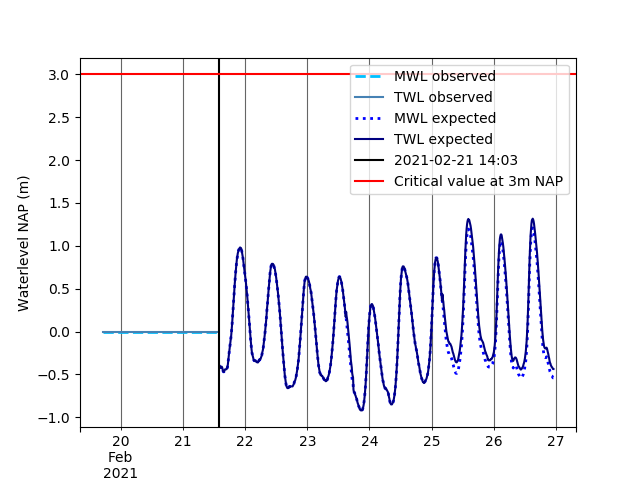 MWL observed
TWL observed
MWL expected
TWL expected
2021-02-21 14:03
Critical value at 3m NAP
Waterlevel NAP (m)
3.0
2.5
2.0
1.5
1.0
0.5
0.0
−0.5
−1.0
20 21 22 23 24 25 26 27
Feb
2021